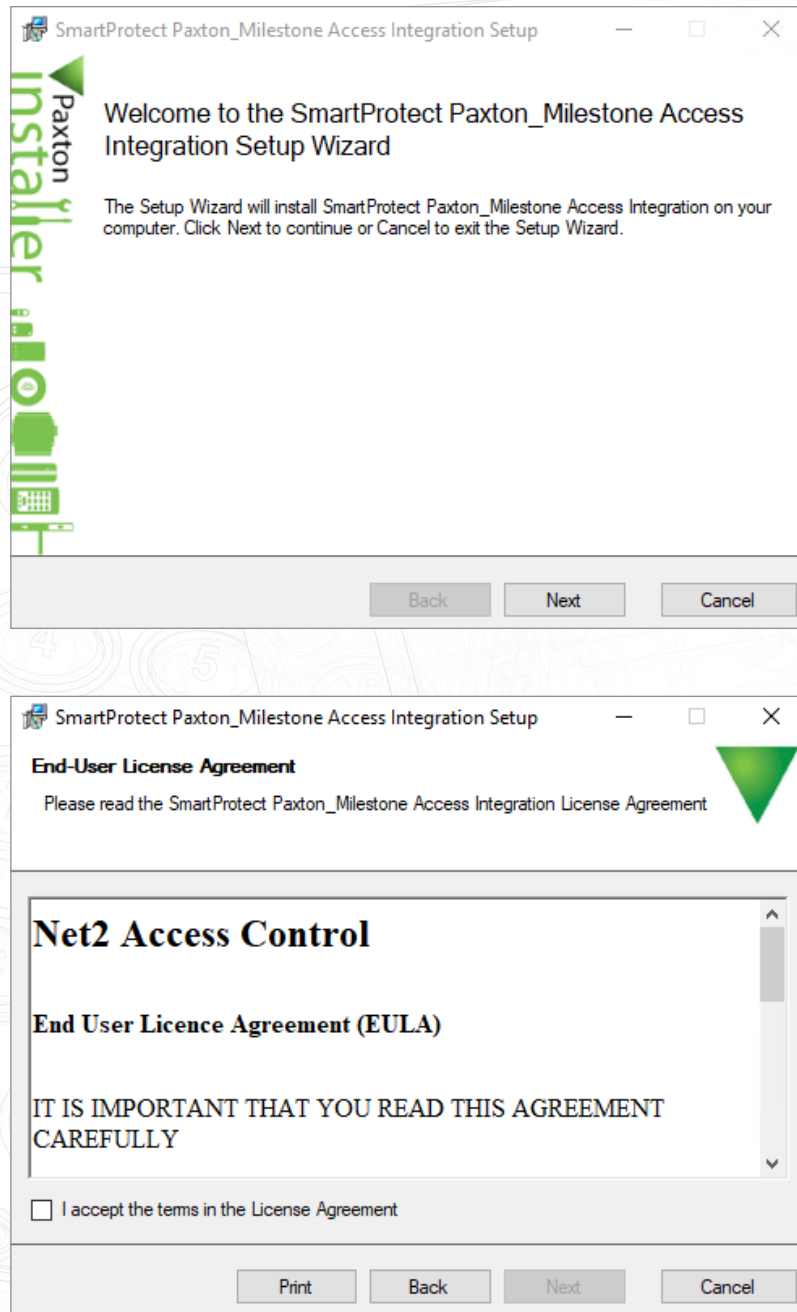 SmartProtect Paxton_Milestone Access Integration Setup
Paxton
Installer
Welcome to the SmartProtect Paxton_Milestone Access
Integration Setup Wizard
The Setup Wizard will install SmartProtect Paxton_Milestone Access Integration on your
computer. Click Next to continue or Cancel to exit the Setup Wizard.
Back
Next
Cancel
4
5
6
SmartProtect Paxton_Milestone Access Integration Setup
End-User License Agreement
Please read the SmartProtect Paxton_Milestone Access Integration License Agreement
Net2 Access Control
End User Licence Agreement (EULA)
IT IS IMPORTANT THAT YOU READ THIS AGREEMENT
CAREFULLY
I accept the terms in the License Agreement
Print
Back
Next
Cancel